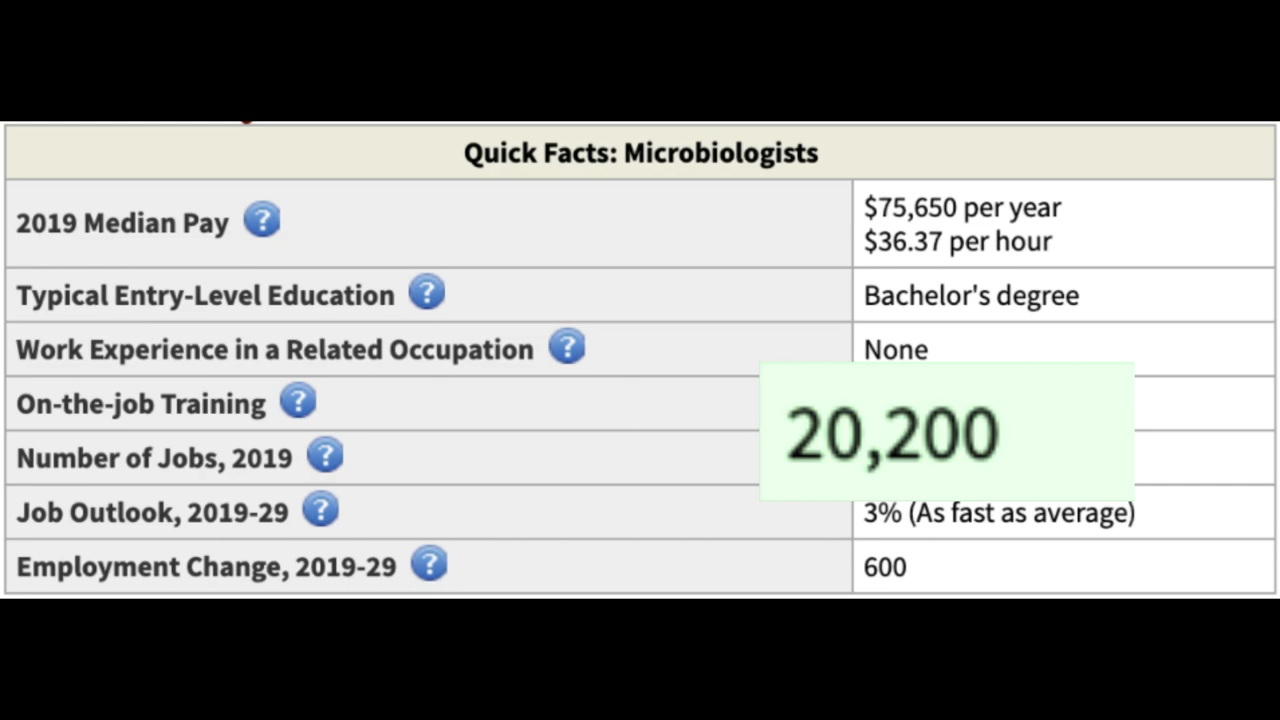 Quick Facts: Microbiologists
2019 Median Pay ?
$75,650 per year
$36.37 per hour
Typical Entry-Level Education ? Bachelor's degree
Work Experience in a Related Occupation ? None
On-the-job Training ?
Number of Jobs, 2019 ? 20,200
Job Outlook, 2019-29 ? 3% (As fast as average)
Employment Change, 2019-29 ? 600